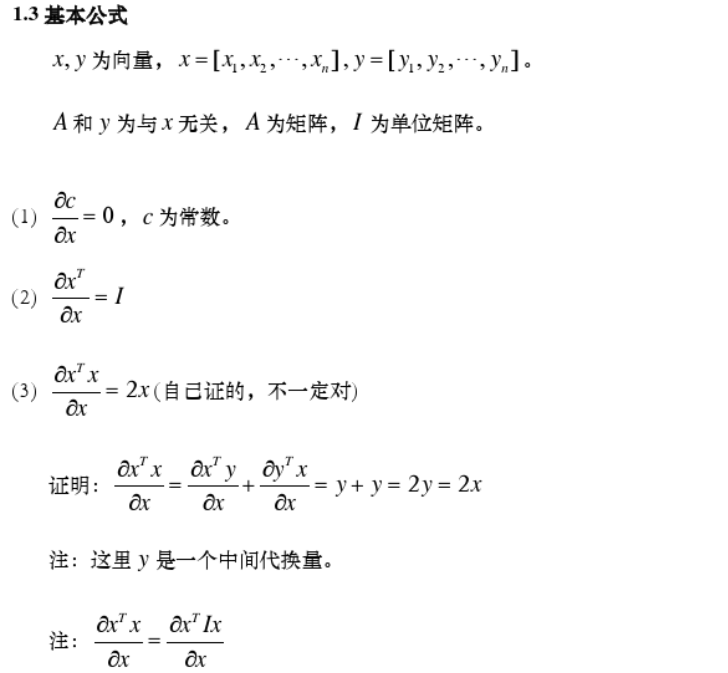 1.3 基本公式
x, y 为向量，x = [x₁, x₂, ⋯, xₙ], y = [y₁, y₂, ⋯, yₙ]。
A 和 y 为与 x 无关，A 为矩阵，I 为单位矩阵。
(1) ∂c/∂x = 0，c 为常数。
(2) ∂xᵀ/∂x = I
(3) ∂xᵀx/∂x = 2x (自己证的，不一定对)
证明：∂xᵀx/∂x = ∂xᵀy/∂x + ∂yᵀx/∂x = y + y = 2y = 2x
注：这里 y 是一个中间代换量。
注：∂xᵀx/∂x = ∂xᵀIx/∂x